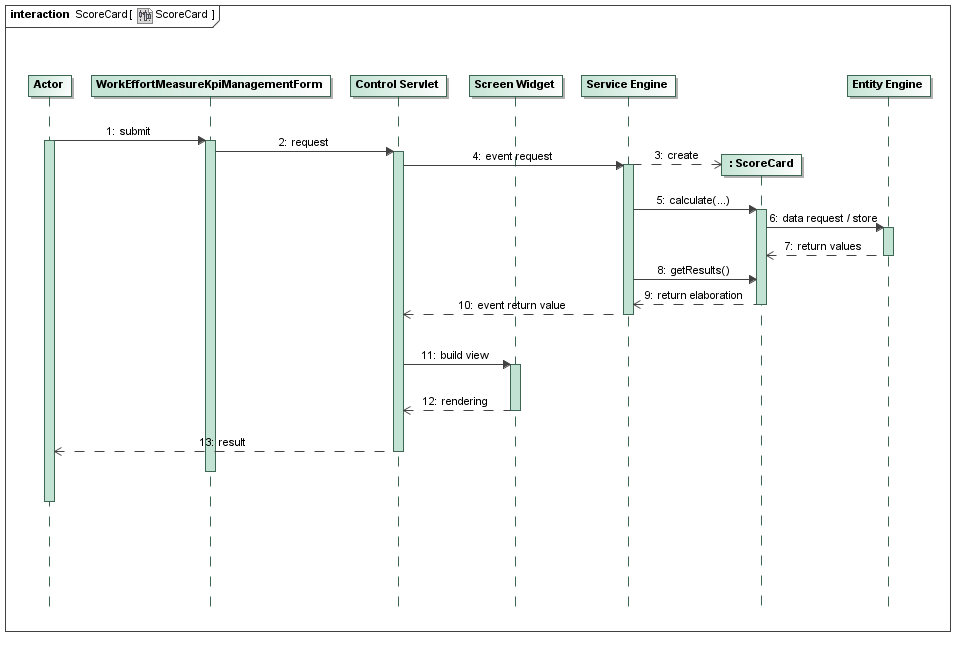 interaction ScoreCard[ ScoreCard ]
Actor
WorkEffortMeasureKpiManagementForm
Control Servlet
Screen Widget
Service Engine
Entity Engine
1: submit
2: request
4: event request
3: create
: ScoreCard
5: calculate(...)
6: data request / store
7: return values
8: getResults()
9: return elaboration
10: event return value
11: build view
12: rendering
13: result